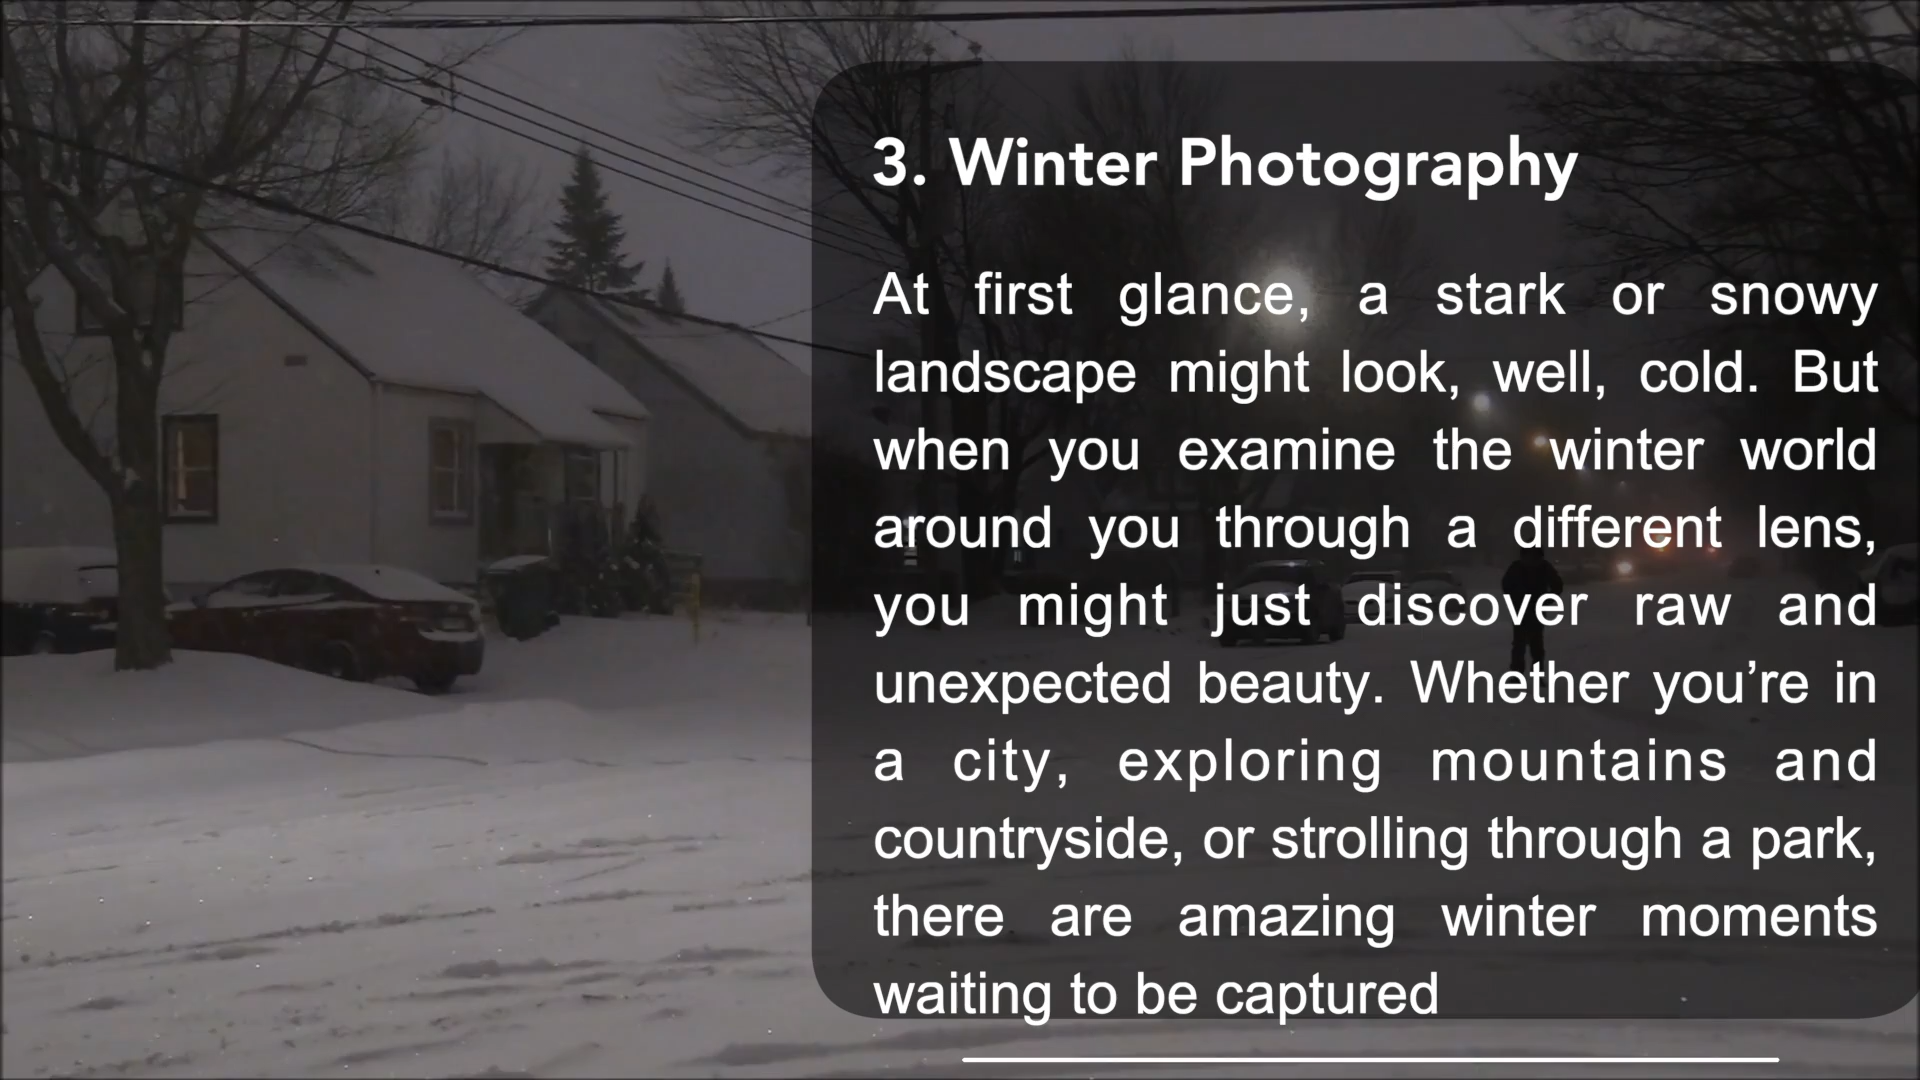 3. Winter Photography
At first glance, a stark or snowy
landscape might look, well, cold. But
when you examine the winter world
around you through a different lens,
you might just discover raw and
unexpected beauty. Whether you’re in
a city, exploring mountains and
countryside, or strolling through a park,
there are amazing winter moments
waiting to be captured